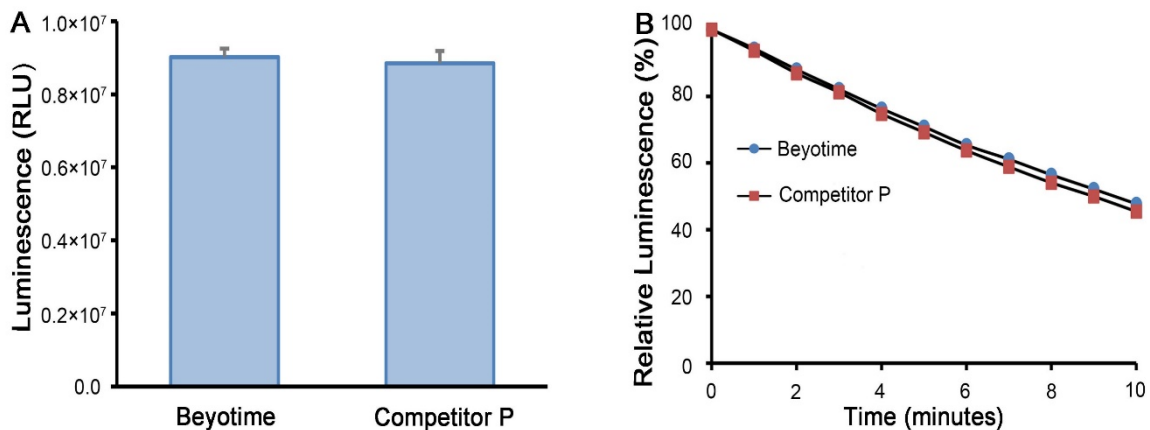 A
Luminescence (RLU)
1.0×10⁷
0.8×10⁷
0.6×10⁷
0.4×10⁷
0.2×10⁷
0.0
Beyotime
Competitor P
B
Relative Luminescence (%)
100
80
60
40
20
0
Beyotime
Competitor P
0
2
4
6
8
10
Time (minutes)